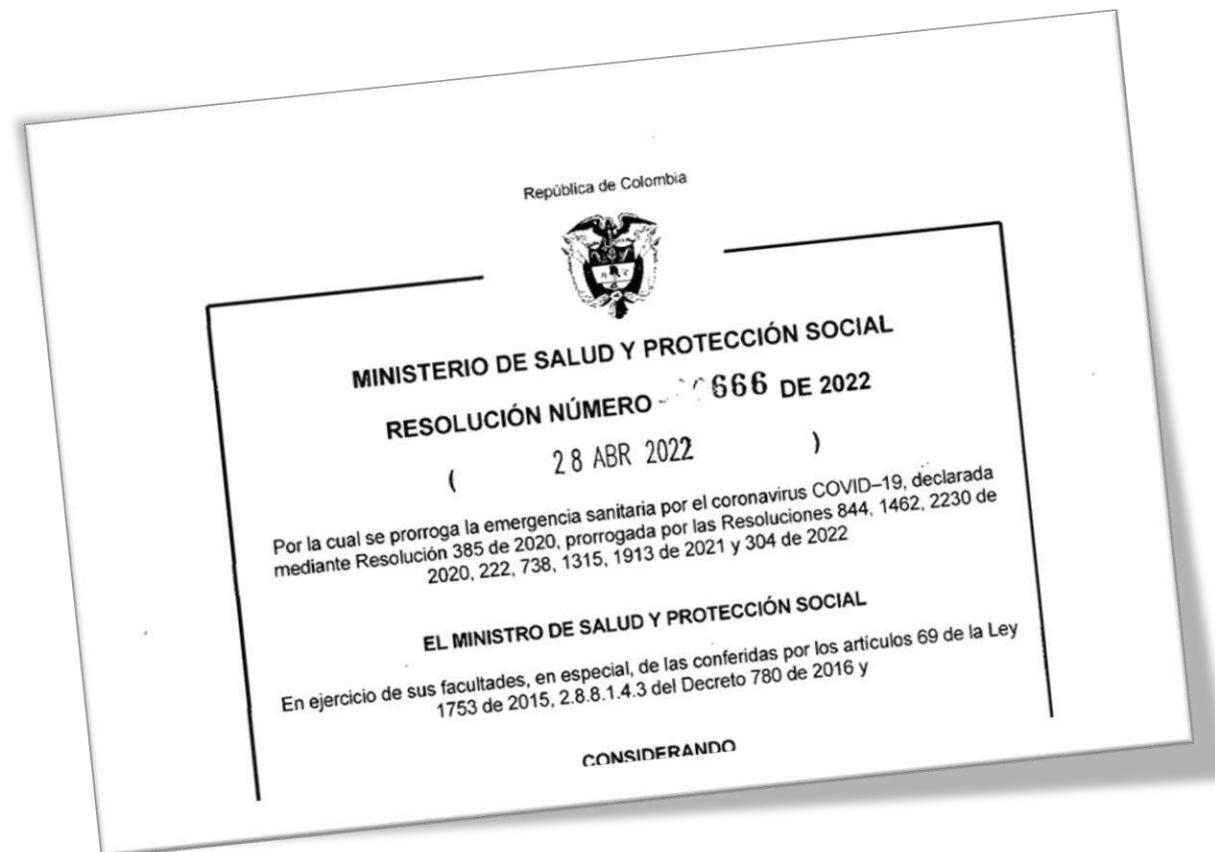 República de Colombia
MINISTERIO DE SALUD Y PROTECCIÓN SOCIAL
RESOLUCIÓN NÚMERO 666 DE 2022
( 28 ABR 2022 )
Por la cual se prorroga la emergencia sanitaria por el coronavirus COVID–19, declarada
mediante Resolución 385 de 2020, prorrogada por las Resoluciones 844, 1462, 2230 de
2020, 222, 738, 1315, 1913 de 2021 y 304 de 2022
EL MINISTRO DE SALUD Y PROTECCIÓN SOCIAL
En ejercicio de sus facultades, en especial, de las conferidas por los artículos 69 de la Ley
1753 de 2015, 2.8.8.1.4.3 del Decreto 780 de 2016 y
CONSIDERANDO